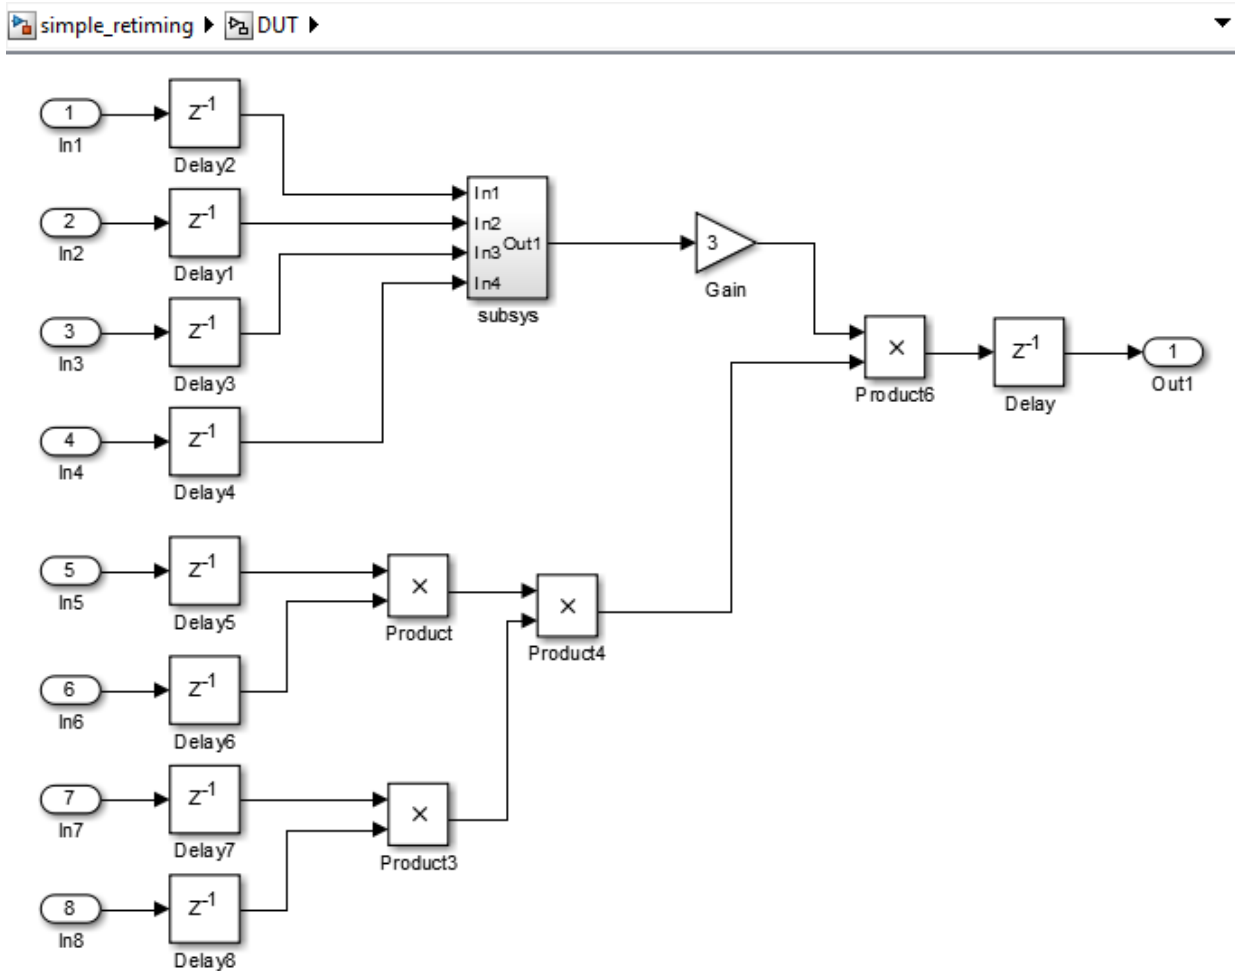 simple_retiming ▶ DUT ▶
1
In1
Z-1
Delay2
2
In2
Z-1
Delay1
3
In3
Z-1
Delay3
4
In4
Z-1
Delay4
In1
In2
In3
In4
Out1
subsys
3
Gain
×
Product6
Z-1
Delay
1
Out1
5
In5
Z-1
Delay5
×
Product
×
Product4
6
In6
Z-1
Delay6
7
In7
Z-1
Delay7
×
Product3
8
In8
Z-1
Delay8